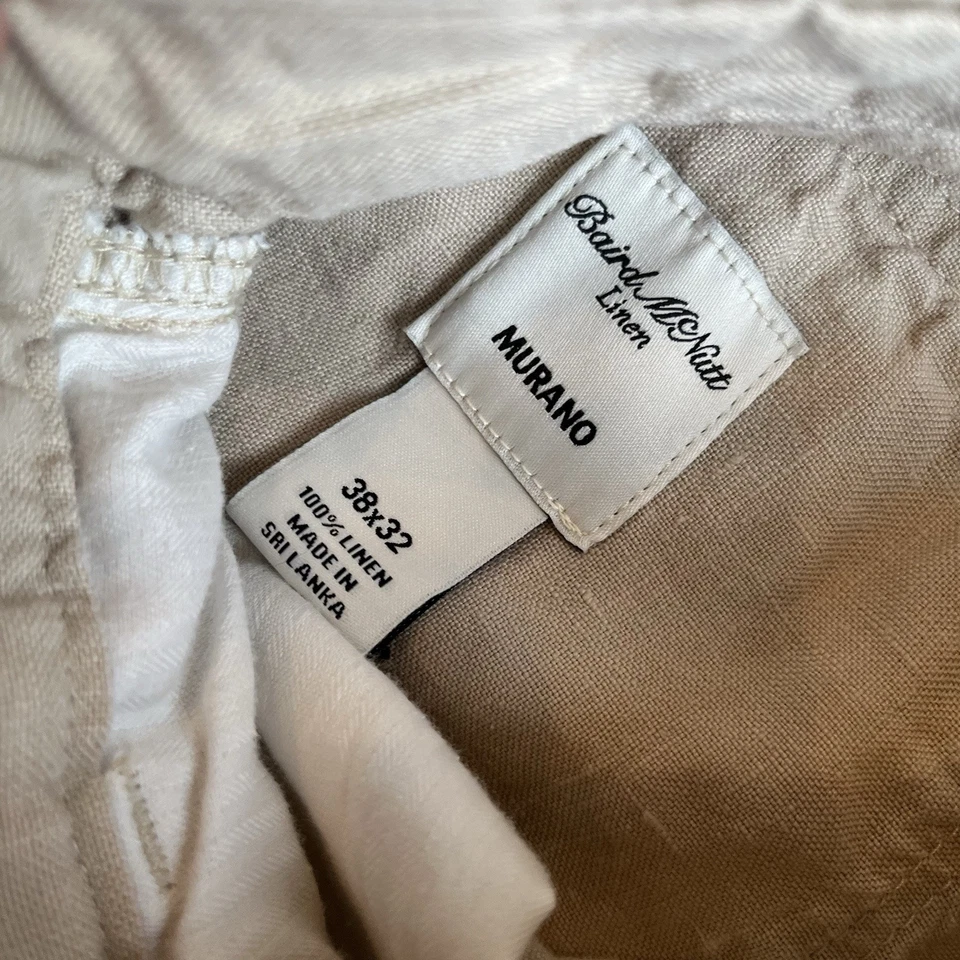 Baird McNutt
Linen
MURANO
38x32
100% LINEN
MADE IN
SRI LANKA